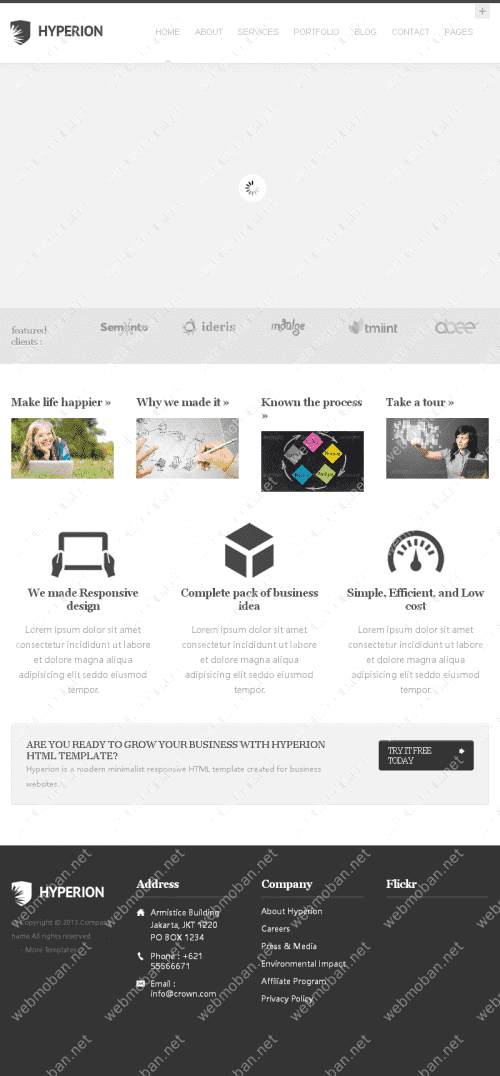 +
HYPERION
HOME ABOUT SERVICES PORTFOLIO BLOG CONTACT PAGES
featured
clients :
Semanto ideris indulge tmiint abee
Make life happier »
Why we made it »
Known the process
»
Take a tour »
We made Responsive
design
Lorem ipsum dolor sit amet
consectetur incididunt ut labore
et dolore magna aliqua
adipisicing elit seddo eiusmod
tempor.
Complete pack of business
idea
Lorem ipsum dolor sit amet
consectetur incididunt ut labore
et dolore magna aliqua
adipisicing elit seddo eiusmod
tempor.
Simple, Efficient, and Low
cost
Lorem ipsum dolor sit amet
consectetur incididunt ut labore
et dolore magna aliqua
adipisicing elit seddo eiusmod
tempor.
ARE YOU READY TO GROW YOUR BUSINESS WITH HYPERION
HTML TEMPLATE?
Hyperion is a modern minimalist responsive HTML template created for business
websites.
TRY IT FREE
TODAY
HYPERION
Copyright © 2013.Company
name All rights reserved.
- More Templates
Address
Armistice Building
Jakarta, JKT 1220
PO BOX 1234
Phone : +621
55566671
Email :
info@crown.com
Company
About Hyperion
Careers
Press & Media
Environmental Impact
Affiliate Program
Privacy Policy
Flickr
webmoban.net